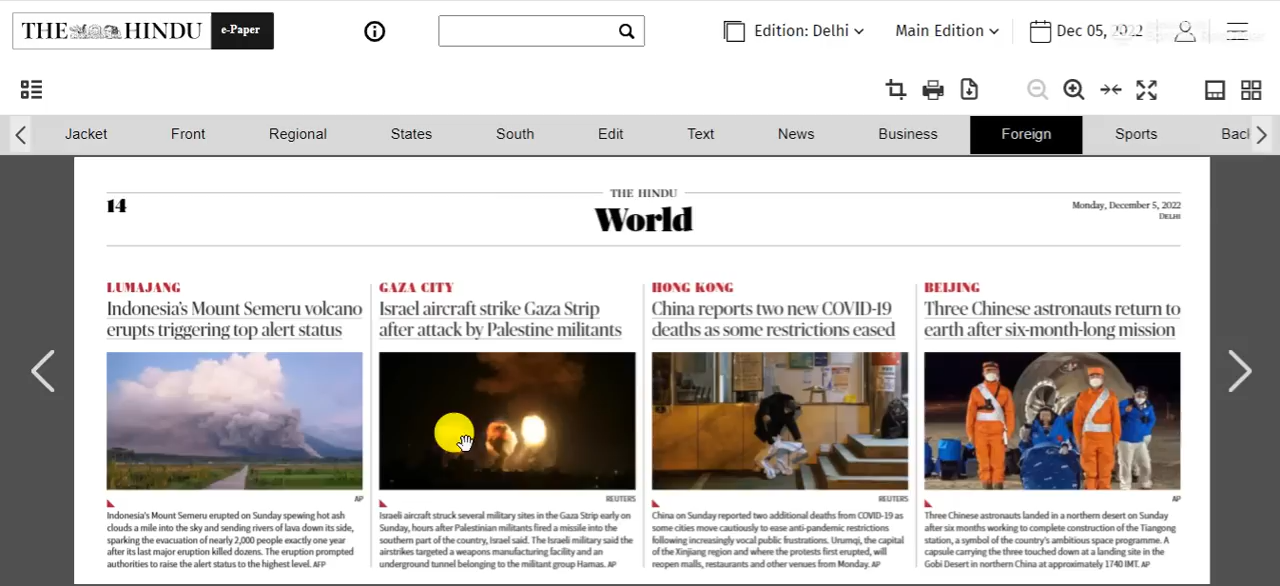 THE HINDU e-Paper
Edition: Delhi
Main Edition
Dec 05, 2022
Jacket Front Regional States South Edit Text News Business Foreign Sports Bac
14
THE HINDU
World
Monday, December 5, 2022
DELHI
LUMAJANG
Indonesia's Mount Semeru volcano
erupts triggering top alert status
AP
Indonesia's Mount Semeru erupted on Sunday spewing hot ash
clouds a mile into the sky and sending rivers of lava down its side,
sparking the evacuation of nearly 2,000 people exactly one year
after its last major eruption killed dozens. The eruption prompted
authorities to raise the alert status to the highest level. AFP
GAZA CITY
Israel aircraft strike Gaza Strip
after attack by Palestine militants
REUTERS
Israeli aircraft struck several military sites in the Gaza Strip early on
Sunday, hours after Palestinian militants fired a missile into the
southern part of the country, Israel said. The Israeli military said the
airstrikes targeted a weapons manufacturing facility and an
underground tunnel belonging to the militant group Hamas. AP
HONG KONG
China reports two new COVID-19
deaths as some restrictions eased
REUTERS
China on Sunday reported two additional deaths from COVID-19 as
some cities move cautiously to ease anti-pandemic restrictions
following increasingly vocal public frustrations. Urumqi, the capital
of the Xinjiang region and where the protests first erupted, will
reopen malls, restaurants and other venues from Monday. AP
BEIJING
Three Chinese astronauts return to
earth after six-month-long mission
AP
Three Chinese astronauts landed in a northern desert on Sunday
after six months working to complete construction of the Tiangong
station, a symbol of the country's ambitious space programme. A
capsule carrying the three touched down at a landing site in the
Gobi Desert in northern China at approximately 1740 IMT. AP